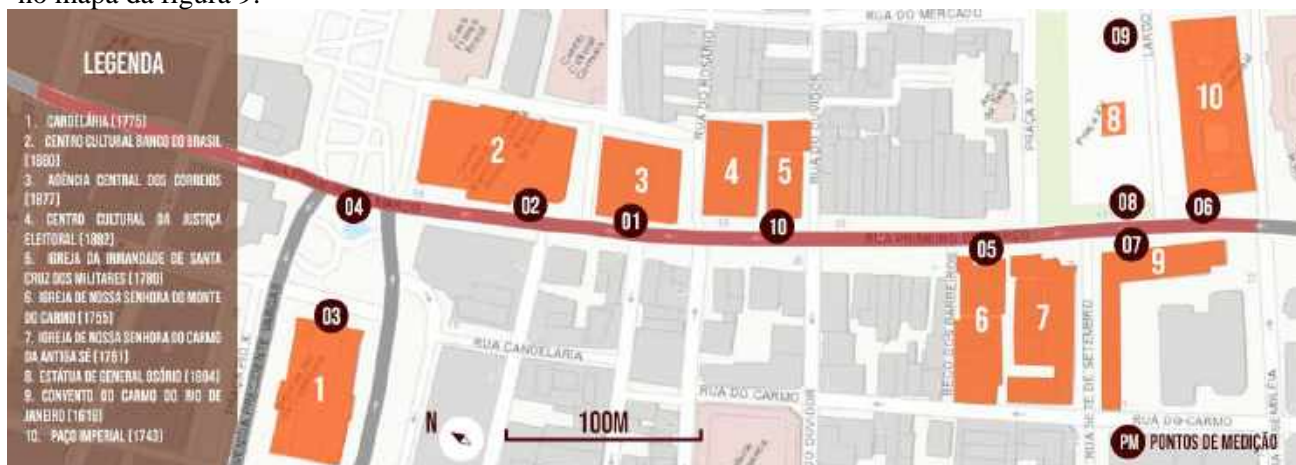 no mapa da figura 9.
LEGENDA
1. CANDELÁRIA (1775)
2. CENTRO CULTURAL BANCO DO BRASIL
(1880)
3. AGÊNCIA CENTRAL DOS CORREIOS
(1877)
4. CENTRO CULTURAL DA JUSTIÇA
ELEITORAL (1892)
5. IGREJA DA IRMANDADE DE SANTA
CRUZ DOS MILITARES (1780)
6. IGREJA DE NOSSA SENHORA DO MONTE
DO CARMO (1755)
7. IGREJA DE NOSSA SENHORA DO CARMO
DA ANTIGA SÉ (1761)
8. ESTÁTUA DE GENERAL OSÓRIO (1894)
9. CONVENTO DO CARMO DO RIO DE
JANEIRO (1619)
10. PAÇO IMPERIAL (1743)
RUA DO MERCADO
LARGO
09
10
8
RUA DO ROSÁRIO
RUA DO OUVIDOR
PRAÇA XV
2
3
4
5
04
02
01
10
08
06
RUA PRIMEIRO DE
05
07
9
BECO DOS BARBEIROS
03
1
6
7
RUA SETE DE SETEMBRO
RUA CANDELÁRIA
RUA DO CARMO
RUA DO CARMO
N
100M
PM PONTOS DE MEDIÇÃO